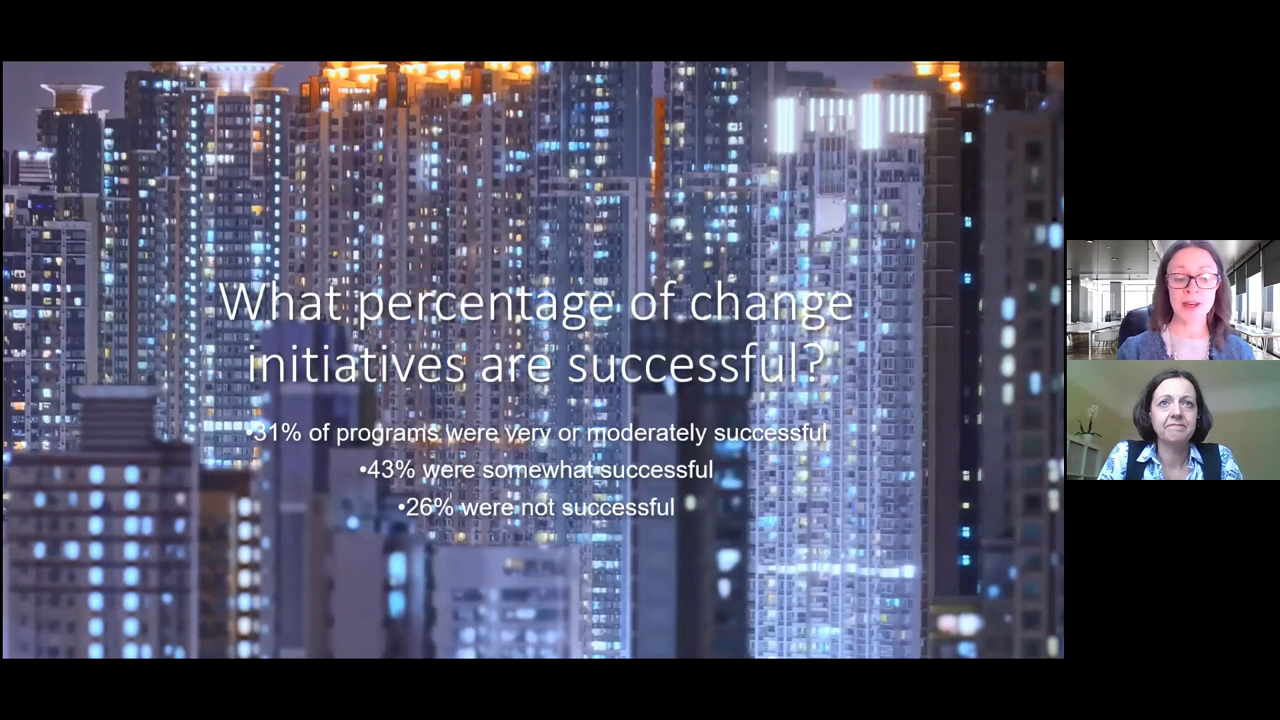 What percentage of change
initiatives are successful?
•31% of programs were very or moderately successful
•43% were somewhat successful
•26% were not successful